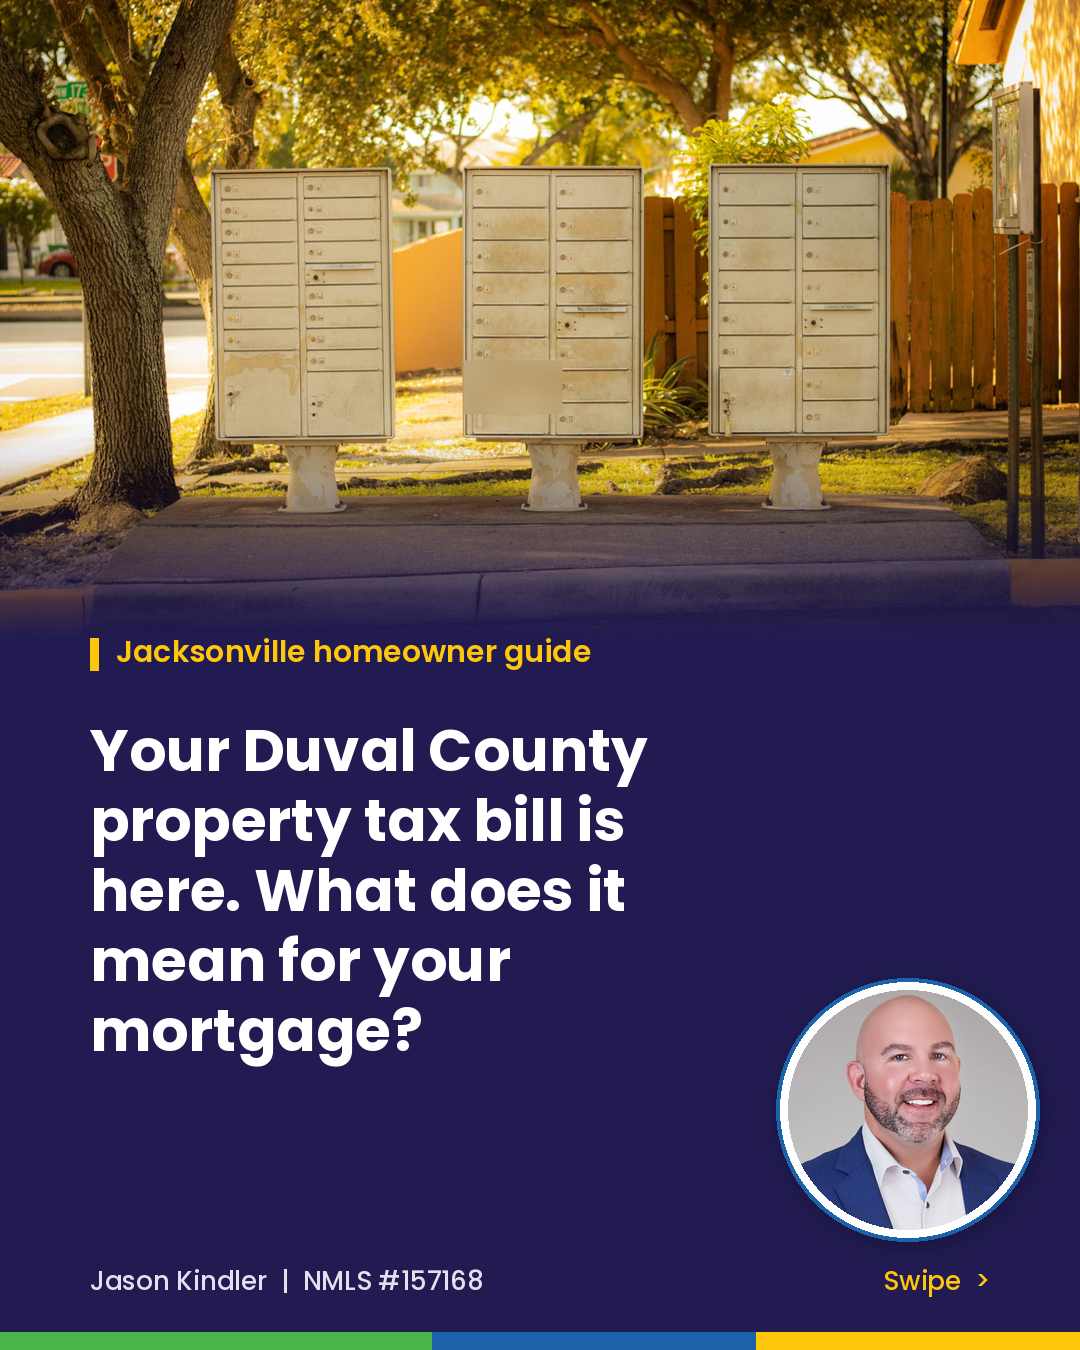 Jacksonville homeowner guide
Your Duval County
property tax bill is
here. What does it
mean for your
mortgage?
Jason Kindler | NMLS #157168
Swipe >